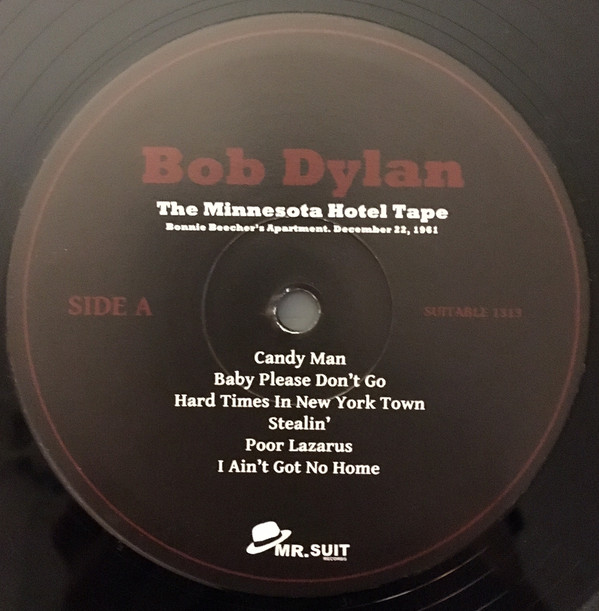 Bob Dylan
The Minnesota Hotel Tape
Bonnie Beecher's Apartment. December 22, 1961
SIDE A
SUITABLE 1313
Candy Man
Baby Please Don't Go
Hard Times In New York Town
Stealin'
Poor Lazarus
I Ain't Got No Home
MR.SUIT
RECORDS